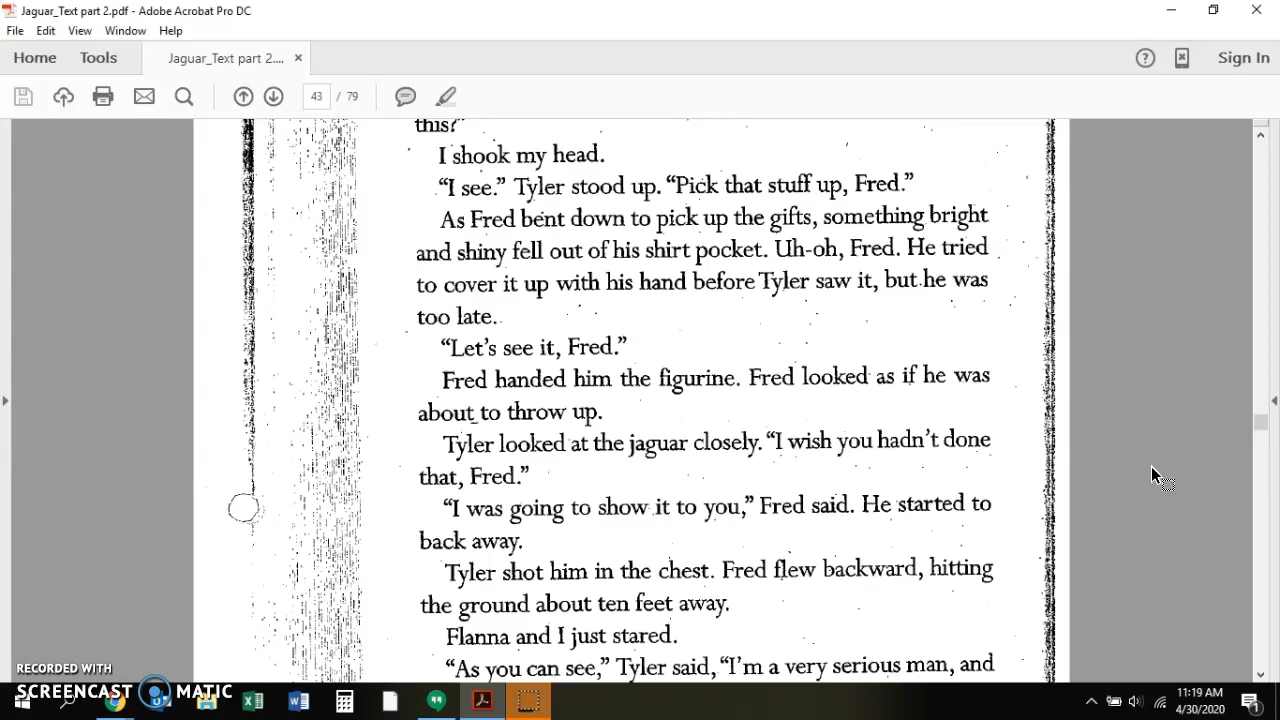 Jaguar_Text part 2.pdf - Adobe Acrobat Pro DC
File Edit View Window Help
Home Tools Jaguar_Text part 2.... × Sign In
43 / 79
this?"
I shook my head.
"I see." Tyler stood up. "Pick that stuff up, Fred."
As Fred bent down to pick up the gifts, something bright
and shiny fell out of his shirt pocket. Uh-oh, Fred. He tried
to cover it up with his hand before Tyler saw it, but he was
too late.
"Let's see it, Fred."
Fred handed him the figurine. Fred looked as if he was
about to throw up.
Tyler looked at the jaguar closely. "I wish you hadn't done
that, Fred."
"I was going to show it to you," Fred said. He started to
back away.
Tyler shot him in the chest. Fred flew backward, hitting
the ground about ten feet away.
Flanna and I just stared.
"As you can see," Tyler said, "I'm a very serious man, and
RECORDED WITH
SCREENCAST MATIC
11:19 AM
4/30/2020